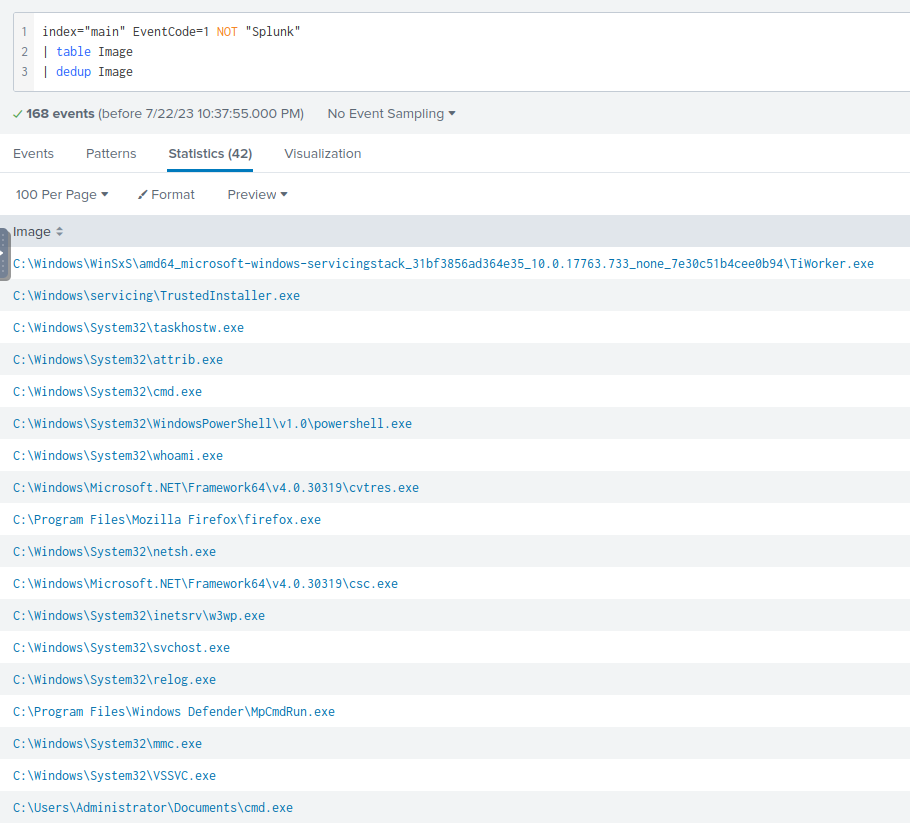 1 index="main" EventCode=1 NOT "Splunk"
2 | table Image
3 | dedup Image
168 events (before 7/22/23 10:37:55.000 PM) No Event Sampling
Events Patterns Statistics (42) Visualization
100 Per Page Format Preview
Image
C:\Windows\WinSxS\amd64_microsoft-windows-servicingstack_31bf3856ad364e35_10.0.17763.733_none_7e30c51b4cee0b94\TiWorker.exe
C:\Windows\servicing\TrustedInstaller.exe
C:\Windows\System32\taskhostw.exe
C:\Windows\System32\attrib.exe
C:\Windows\System32\cmd.exe
C:\Windows\System32\WindowsPowerShell\v1.0\powershell.exe
C:\Windows\System32\whoami.exe
C:\Windows\Microsoft.NET\Framework64\v4.0.30319\cvtres.exe
C:\Program Files\Mozilla Firefox\firefox.exe
C:\Windows\System32\netsh.exe
C:\Windows\Microsoft.NET\Framework64\v4.0.30319\csc.exe
C:\Windows\System32\inetsrv\w3wp.exe
C:\Windows\System32\svchost.exe
C:\Windows\System32\relog.exe
C:\Program Files\Windows Defender\MpCmdRun.exe
C:\Windows\System32\mmc.exe
C:\Windows\System32\VSSVC.exe
C:\Users\Administrator\Documents\cmd.exe